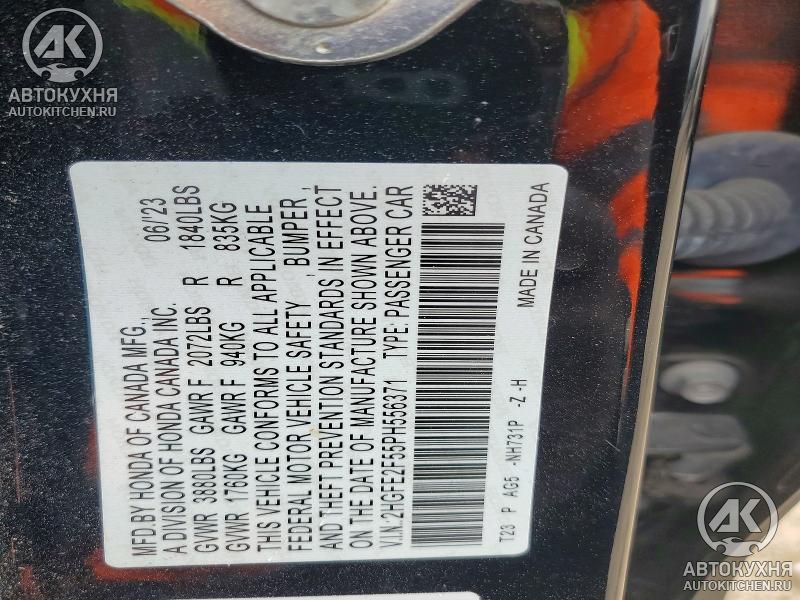 AK
АВТОКУХНЯ
AUTOKITCHEN.RU
MFD.BY HONDA OF CANADA MFG., 06/'23
A DIVISION OF HONDA CANADA INC.
GVWR 3880LBS GAWR F 2072LBS R 1840LBS
GVWR 1760KG GAWR F 940KG R 835KG
THIS VEHICLE CONFORMS TO ALL APPLICABLE
FEDERAL MOTOR VEHICLE SAFETY , BUMPER ,
AND THEFT PREVENTION STANDARDS IN EFFECT
ON THE DATE OF MANUFACTURE SHOWN ABOVE.
V.I.N.:2HGFE2F55PH556371 TYPE: PASSENGER CAR
T23 P AG5 -NH731P -Z -H MADE IN CANADA
AK
АВТОКУХНЯ
AUTOKITCHEN.RU